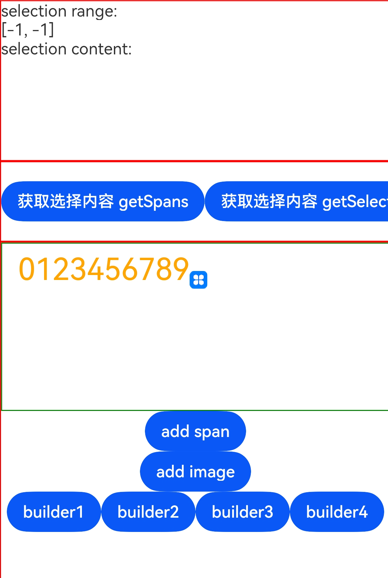 selection range:
[-1, -1]
selection content:
获取选择内容 getSpans
获取选择内容 getSelect
0123456789
add span
add image
builder1 builder2 builder3 builder4